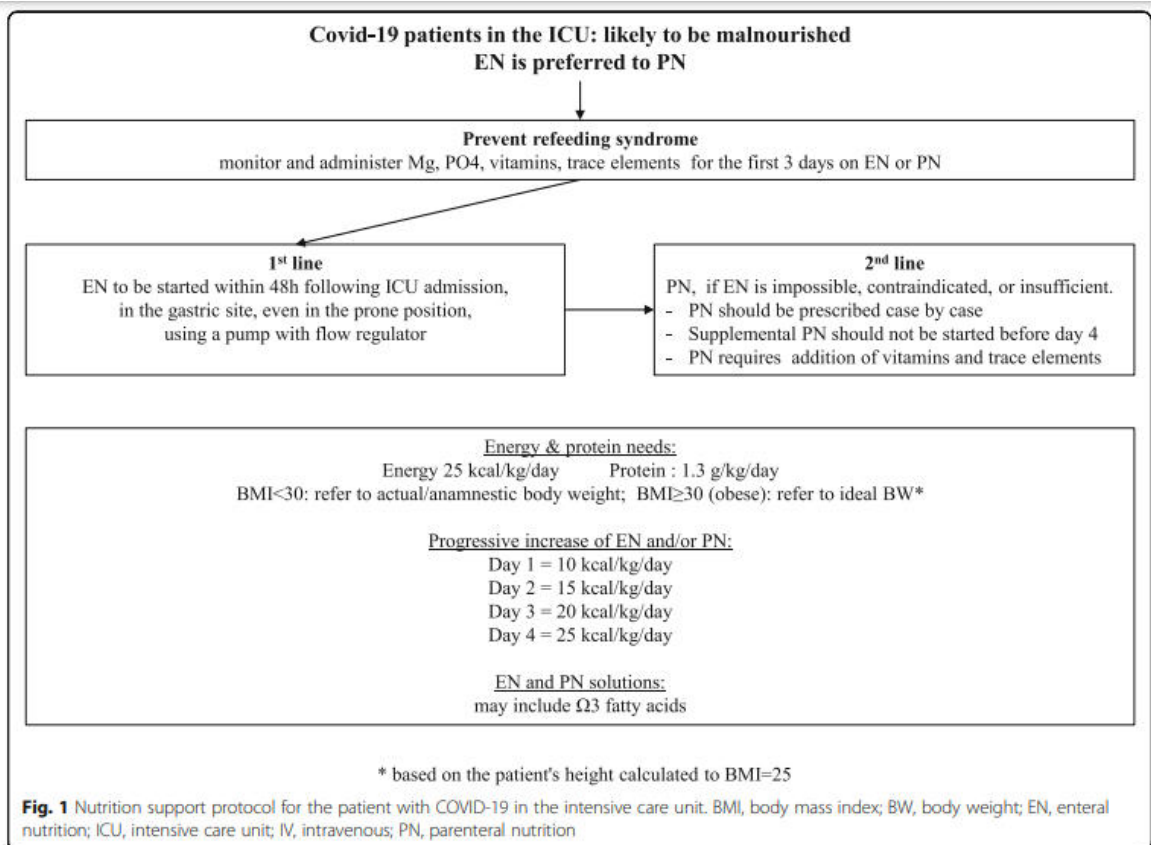 Covid-19 patients in the ICU: likely to be malnourished
EN is preferred to PN
Prevent refeeding syndrome
monitor and administer Mg, PO4, vitamins, trace elements for the first 3 days on EN or PN
1st line
EN to be started within 48h following ICU admission,
in the gastric site, even in the prone position,
using a pump with flow regulator
2nd line
PN, if EN is impossible, contraindicated, or insufficient.
- PN should be prescribed case by case
- Supplemental PN should not be started before day 4
- PN requires addition of vitamins and trace elements
Energy & protein needs:
Energy 25 kcal/kg/day Protein : 1.3 g/kg/day
BMI<30: refer to actual/anamnestic body weight; BMI≥30 (obese): refer to ideal BW*
Progressive increase of EN and/or PN:
Day 1 = 10 kcal/kg/day
Day 2 = 15 kcal/kg/day
Day 3 = 20 kcal/kg/day
Day 4 = 25 kcal/kg/day
EN and PN solutions:
may include Ω3 fatty acids
* based on the patient's height calculated to BMI=25
Fig. 1 Nutrition support protocol for the patient with COVID-19 in the intensive care unit. BMI, body mass index; BW, body weight; EN, enteral
nutrition; ICU, intensive care unit; IV, intravenous; PN, parenteral nutrition